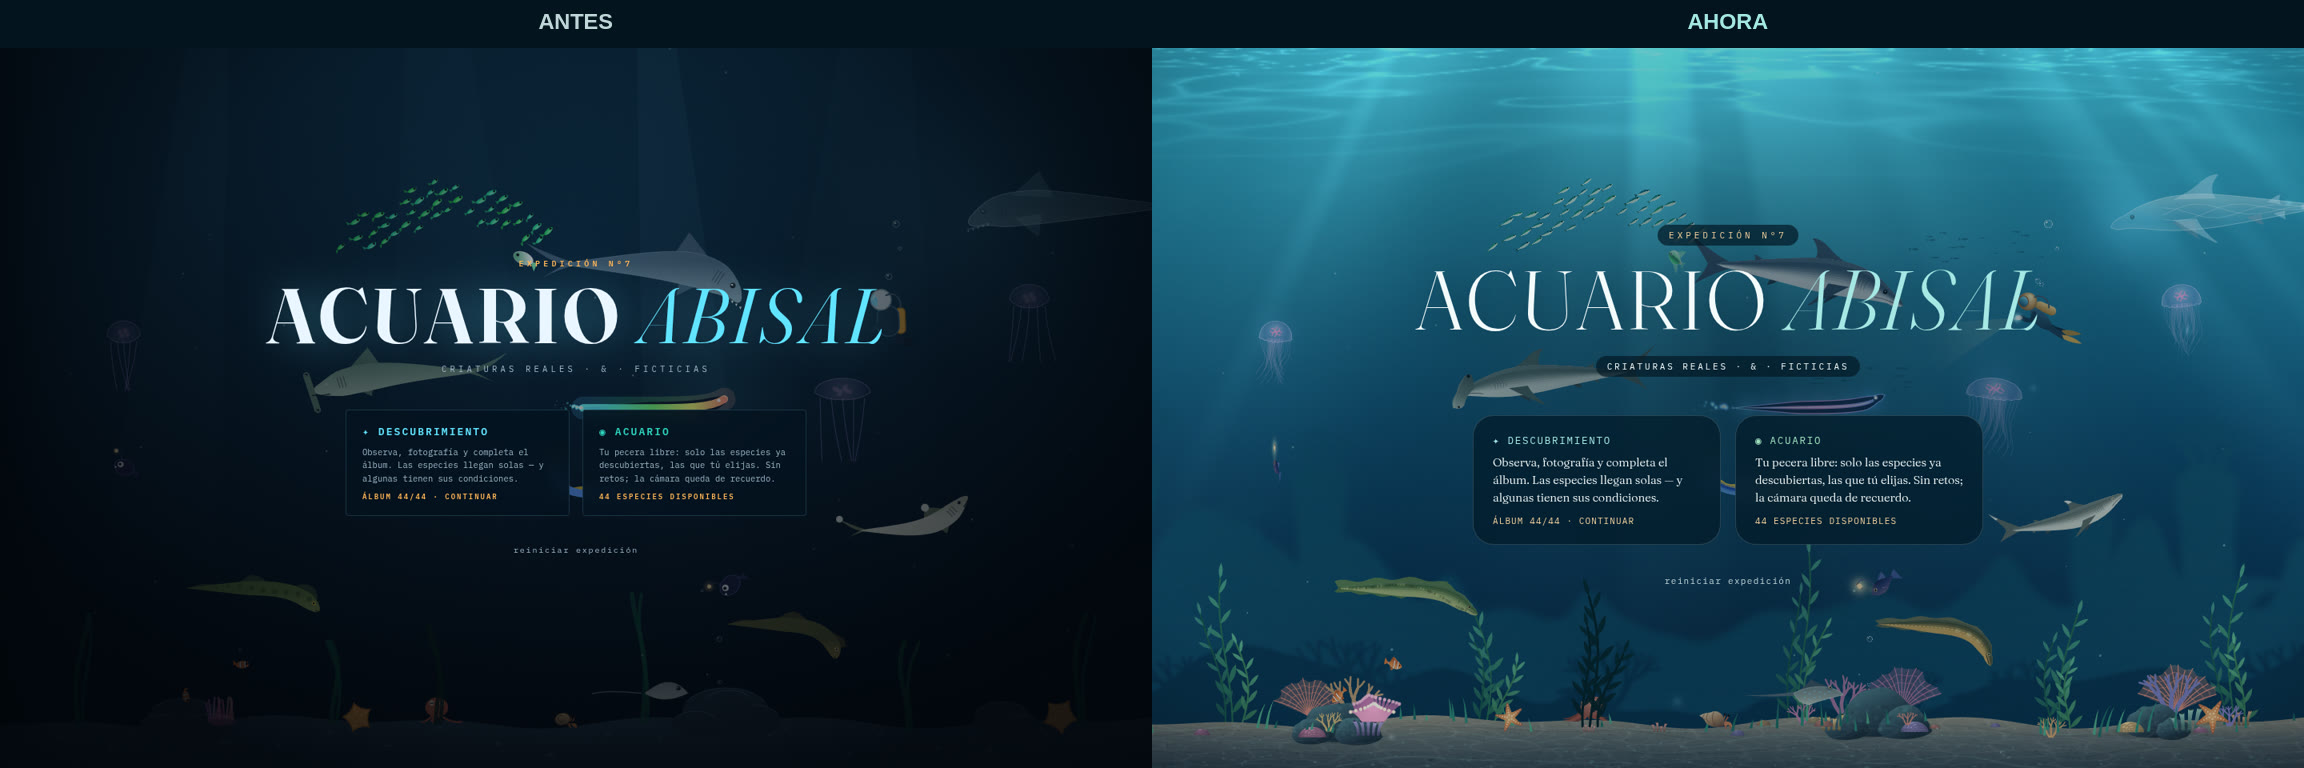 ANTES
EXPEDICIÓN Nº7
ACUARIO ABISAL
CRIATURAS REALES · & · FICTICIAS
✦ DESCUBRIMIENTO
Observa, fotografía y completa el
álbum. Las especies llegan solas — y
algunas tienen sus condiciones.
ÁLBUM 44/44 · CONTINUAR
◉ ACUARIO
Tu pecera libre: solo las especies ya
descubiertas, las que tú elijas. Sin
retos; la cámara queda de recuerdo.
44 ESPECIES DISPONIBLES
reiniciar expedición
AHORA
EXPEDICIÓN Nº7
ACUARIO ABISAL
CRIATURAS REALES · & · FICTICIAS
✦ DESCUBRIMIENTO
Observa, fotografía y completa el
álbum. Las especies llegan solas — y
algunas tienen sus condiciones.
ÁLBUM 44/44 · CONTINUAR
◉ ACUARIO
Tu pecera libre: solo las especies ya
descubiertas, las que tú elijas. Sin retos;
la cámara queda de recuerdo.
44 ESPECIES DISPONIBLES
reiniciar expedición